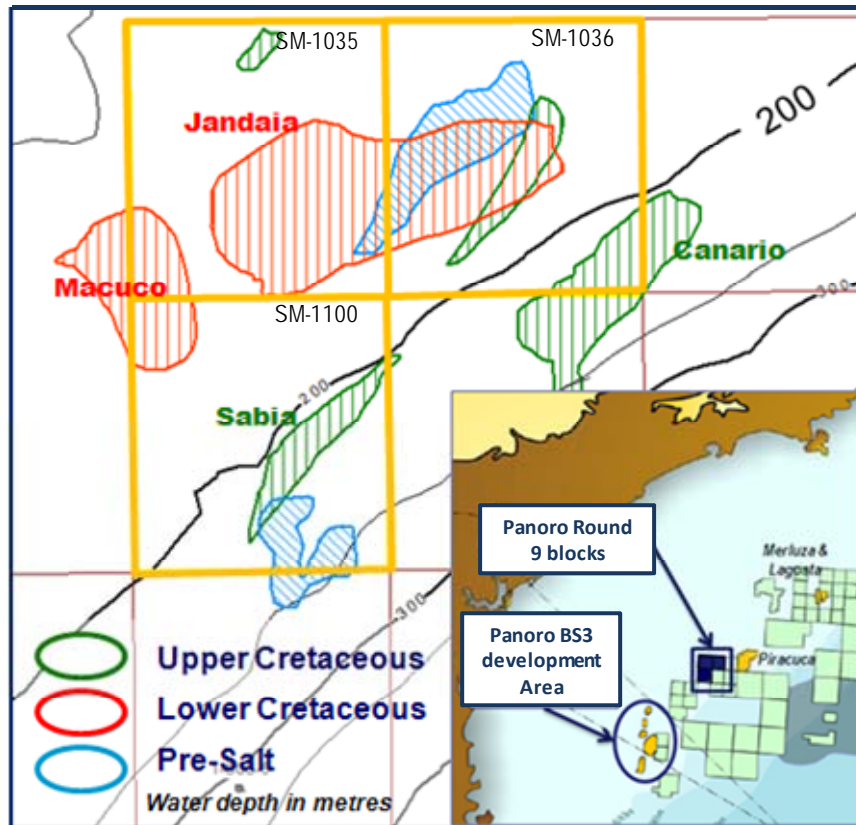 SM-1035
SM-1036
Jandaia
200
Canario
Macuco
SM-1100
300
200
Sabia
300
Upper Cretaceous
Lower Cretaceous
Pre-Salt
Water depth in metres
Panoro Round
9 blocks
Merluza &
Lagosta
Panoro BS3
development
Area
Piracuca